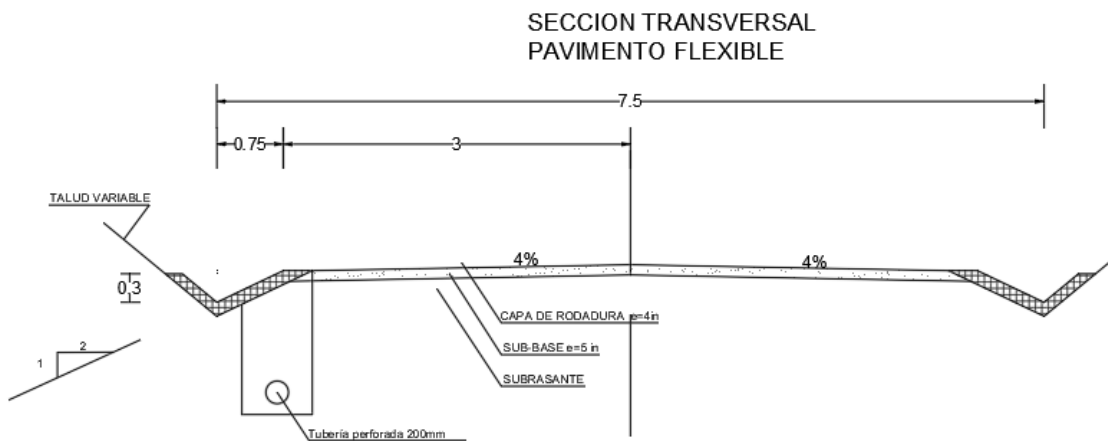 SECCION TRANSVERSAL
PAVIMENTO FLEXIBLE
7.5
0.75
3
TALUD VARIABLE
4%
4%
0.3
CAPA DE RODADURA e=4in
SUB-BASE e=5 in
SUBRASANTE
2
1
Tubería perforada 200mm